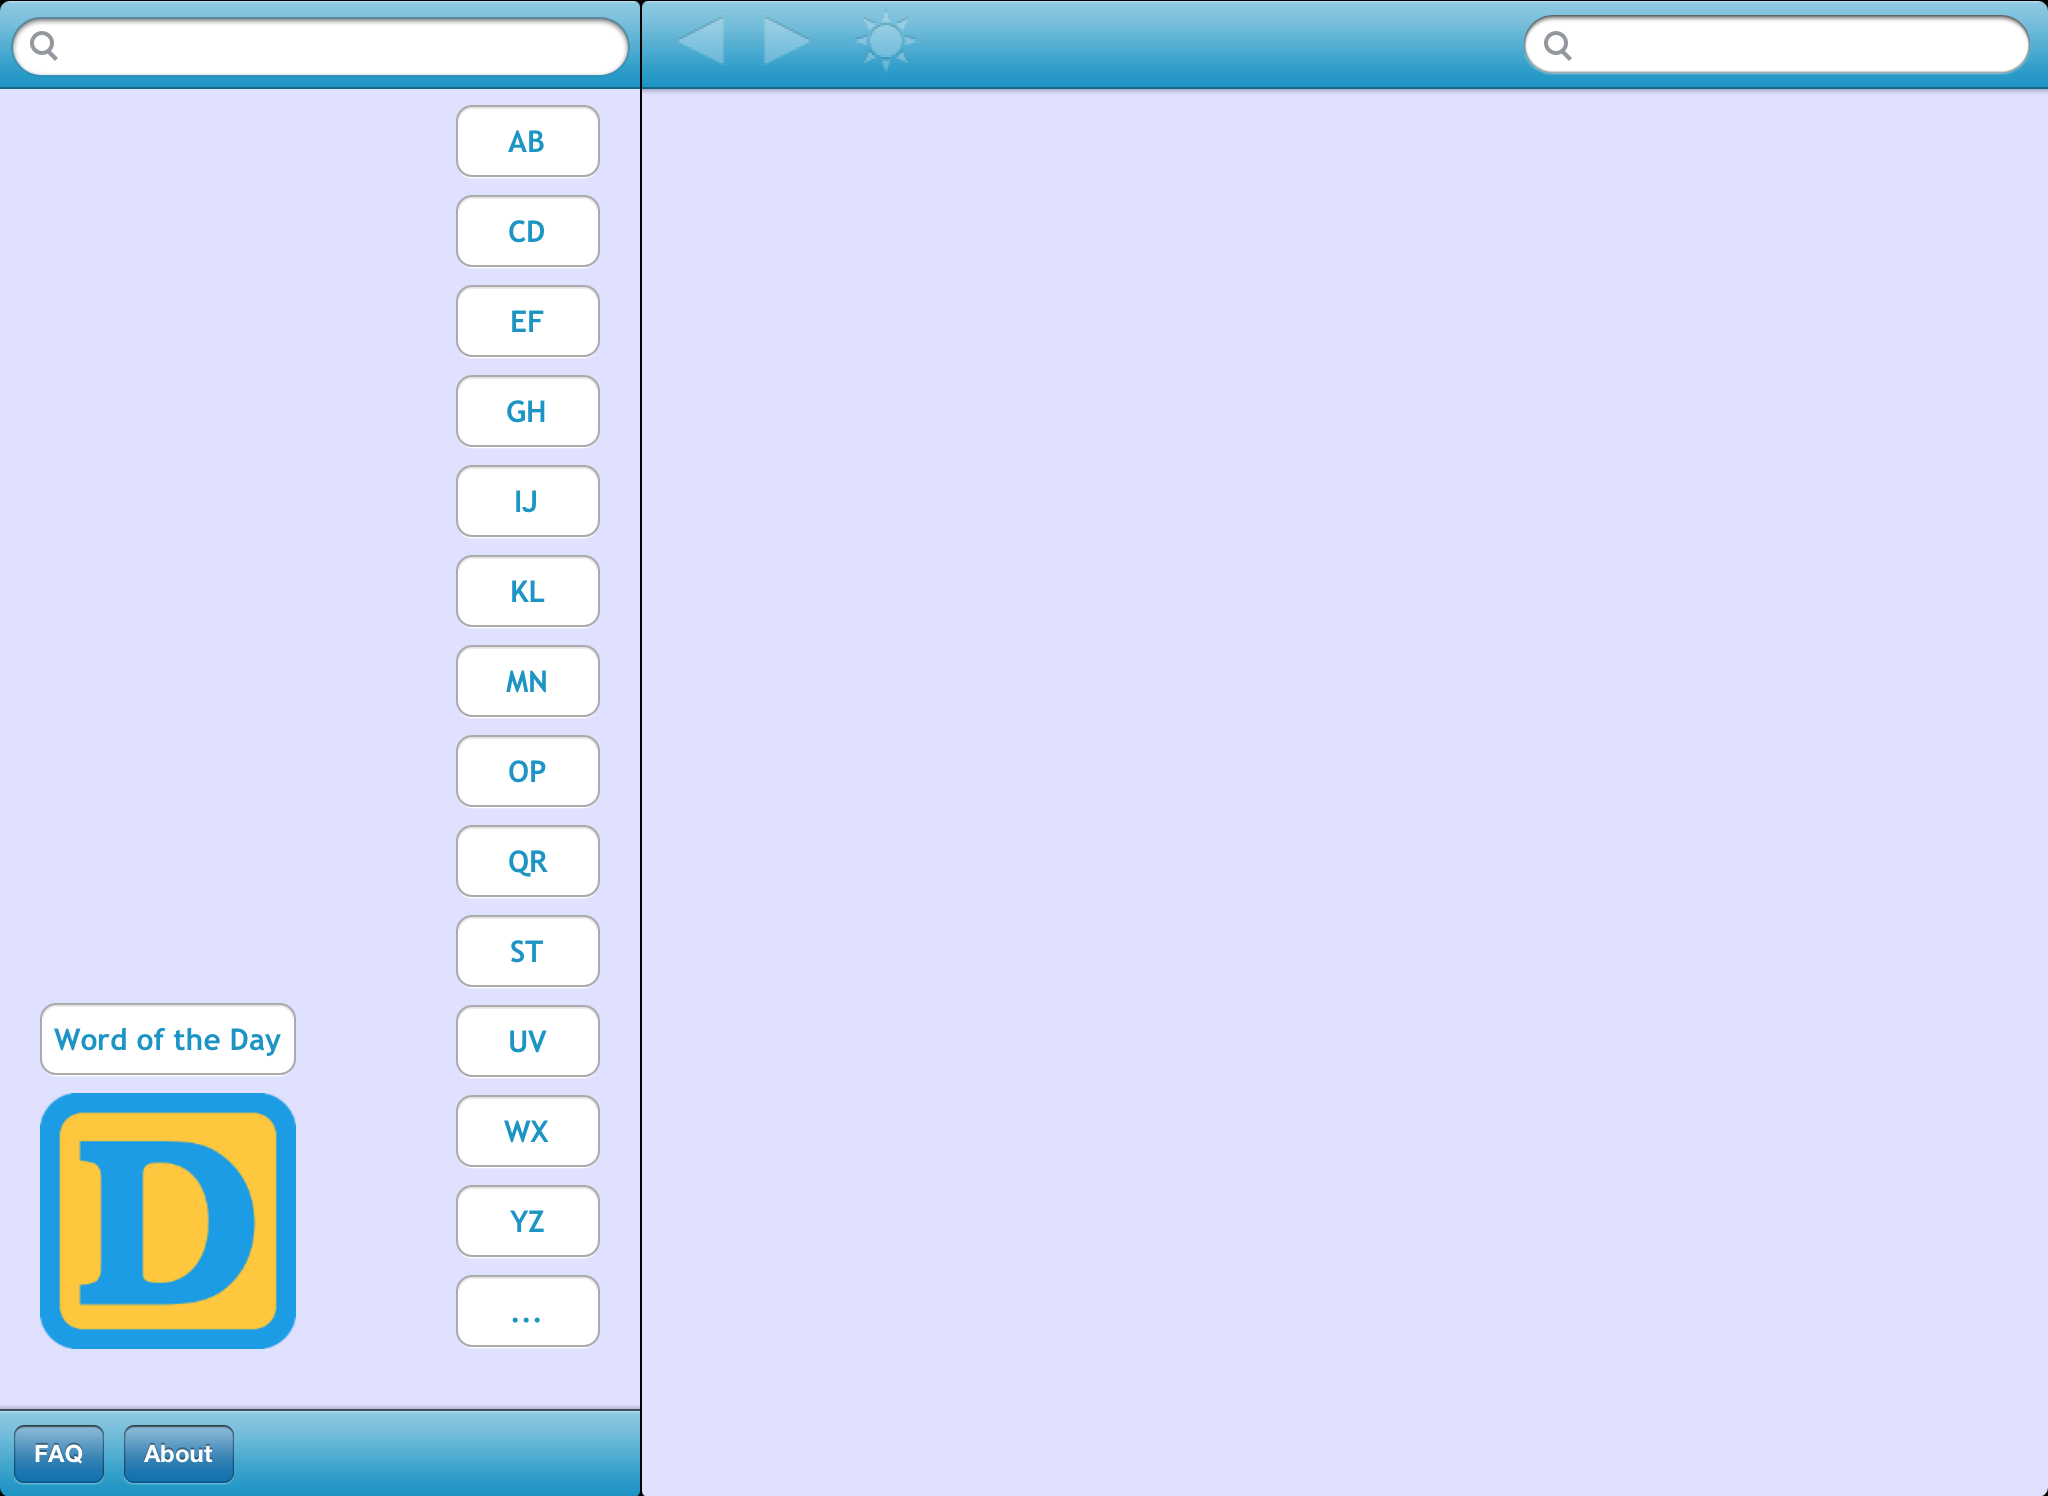 AB
CD
EF
GH
IJ
KL
MN
OP
QR
ST
UV
Word of the Day
WX
D
YZ
...
FAQ
About